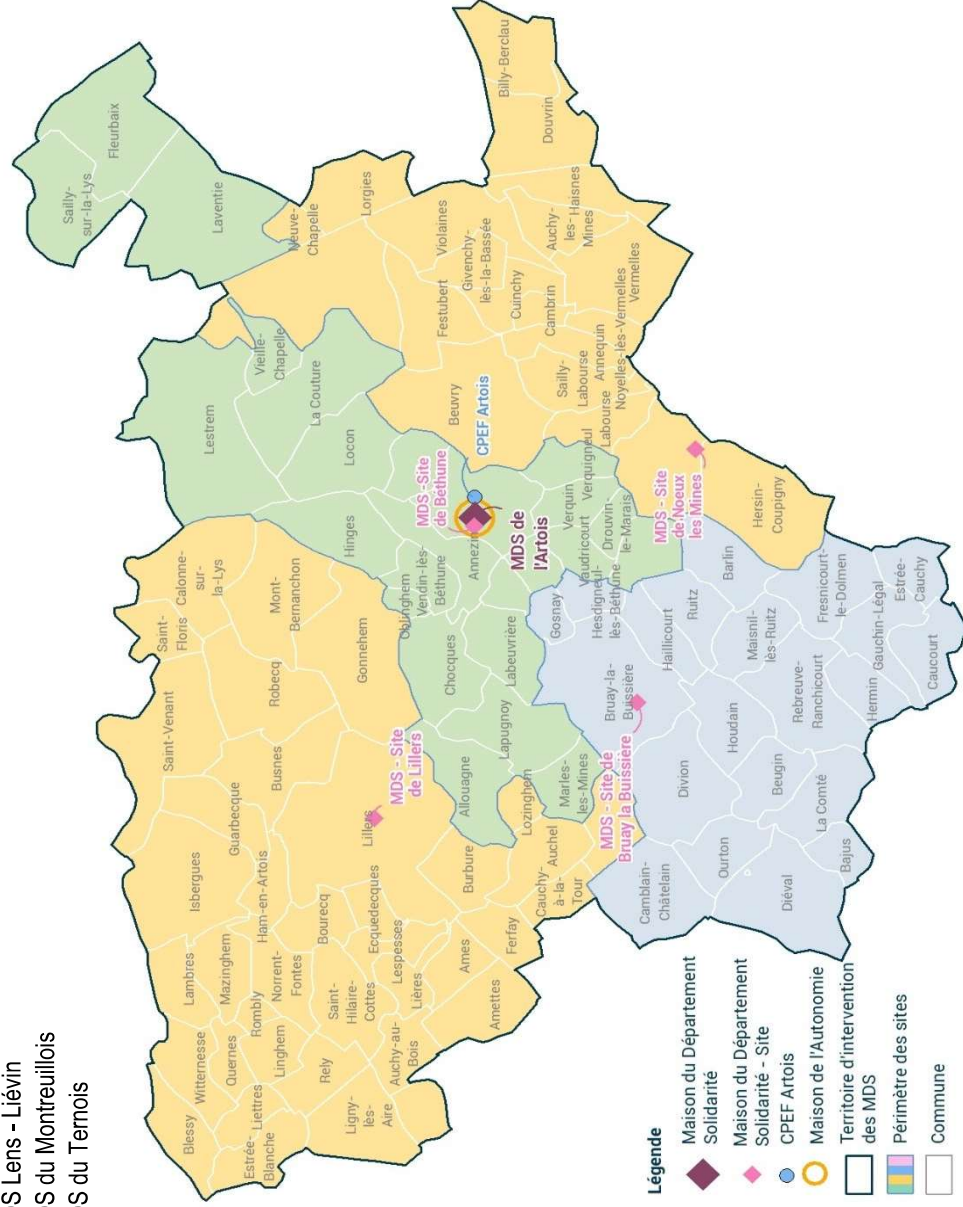 S Lens - Liévin
S du Montreuillois
S du Ternois
Sailly-
sur-la-Lys
Fleurbaix
Laventie
Neuve-
Chapelle
Lorgies
Billy-Berclau
Douvrin
Violaines
Givenchy-
lès-la-Bassée
Festubert
Cuinchy
Cambrin
Auchy-
les-
Mines
Haisnes
Vermelles
Noyelles-lès-Vermelles
Annequin
Sailly-
Labourse
Labourse
Beuvry
Vieille-
Chapelle
Lestrem
La Couture
Locon
Hinges
CPEF Artois
MDS -Site
de Béthune
MDS de
l'Artois
Annezin
Oblinghem
Vendin-lès-
Béthune
Chocques
Labeuvrière
Lapugnoy
Allouagne
Marles-
les-Mines
Lozinghem
Verquigneul
Verquin
Vaudricourt
Drouvin-
le-Marais
MDS - Site
de Noeux
les Mines
Hersin-
Coupigny
Gosnay
Hesdigneul-
lès-Béthune
Bruay-la-
Buissière
MDS - Site de
Bruay la Buissiere
Haillicourt
Ruitz
Barlin
Maisnil-
lès-Ruitz
Houdain
Divion
Rebreuve-
Ranchicourt
Fresnicourt-
le-Dolmen
Gauchin-Légal
Estrée-
Cauchy
Hermin
Caucourt
Beugin
La Comté
Ourton
Camblain-
Châtelain
Diéval
Bajus
Calonne-
sur-
la-Lys
Saint-
Floris
Mont-
Bernanchon
Gonnehem
Robecq
Saint-Venant
Busnes
Guarbecque
Isbergues
MDS - Site
de Lillers
Lillers
Ham-en-Artois
Bourecq
Ecquedecques
Burbure
Auchel
Cauchy-
à-la-
Tour
Ferfay
Ames
Amettes
Lespesses
Lières
Saint-
Hilaire-
Cottes
Norrent-
Fontes
Lambres
Mazinghem
Rombly
Linghem
Rely
Auchy-au-
Bois
Ligny-
lès-
Aire
Witternesse
Quernes
Liettres
Blessy
Estrée-
Blanche
Légende
Maison du Département
Solidarité
Maison du Département
Solidarité - Site
CPEF Artois
Maison de l'Autonomie
Territoire d'intervention
des MDS
Périmètre des sites
Commune